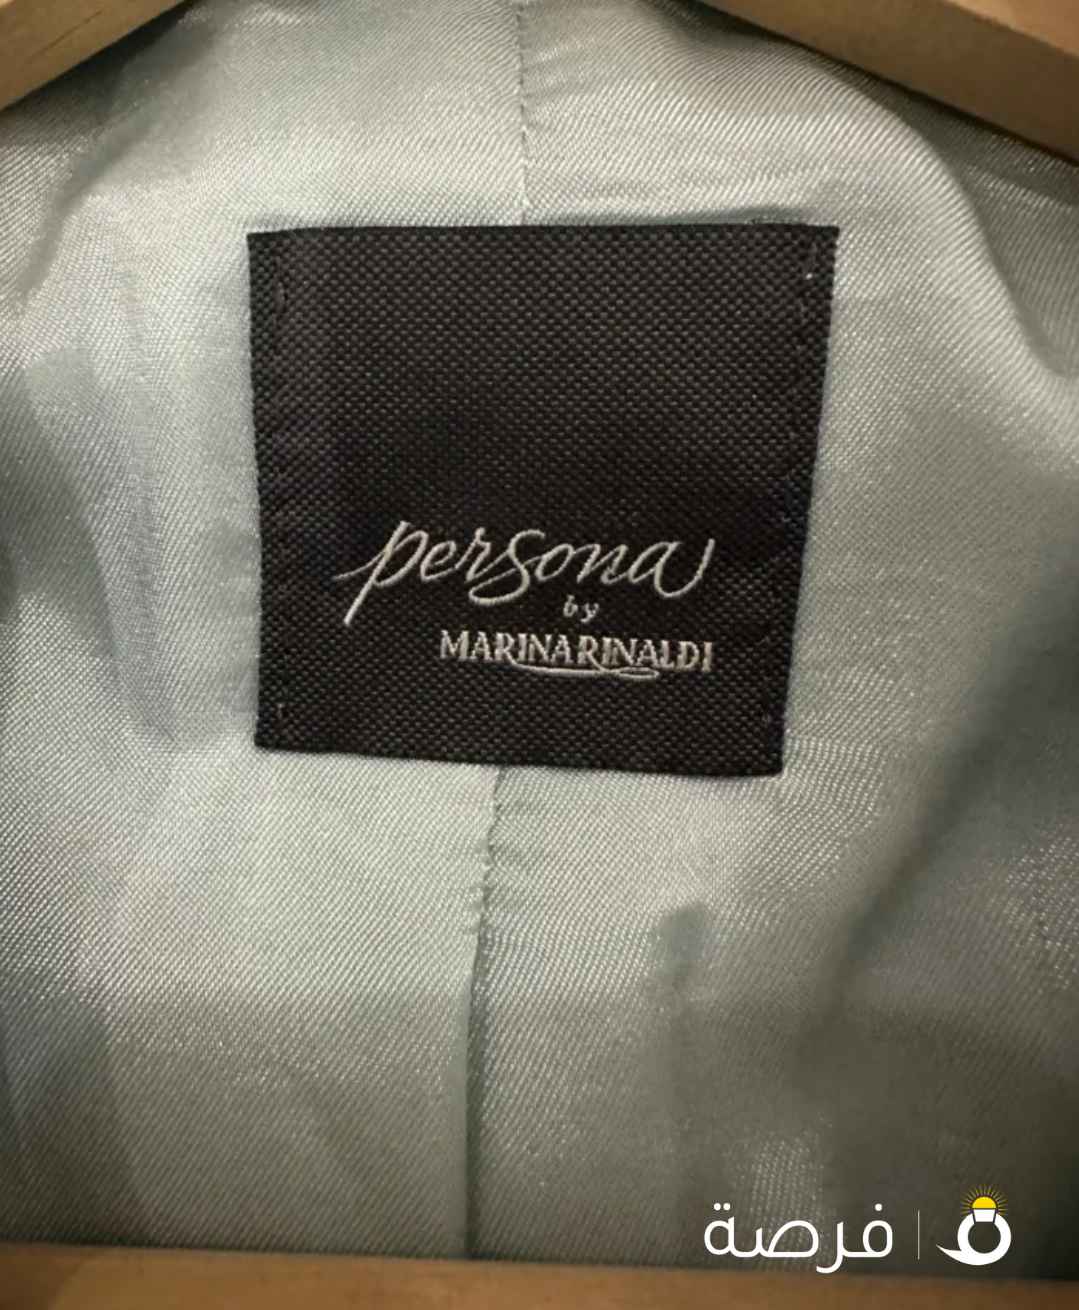 persona
by
MARINARINALDI
فرصة